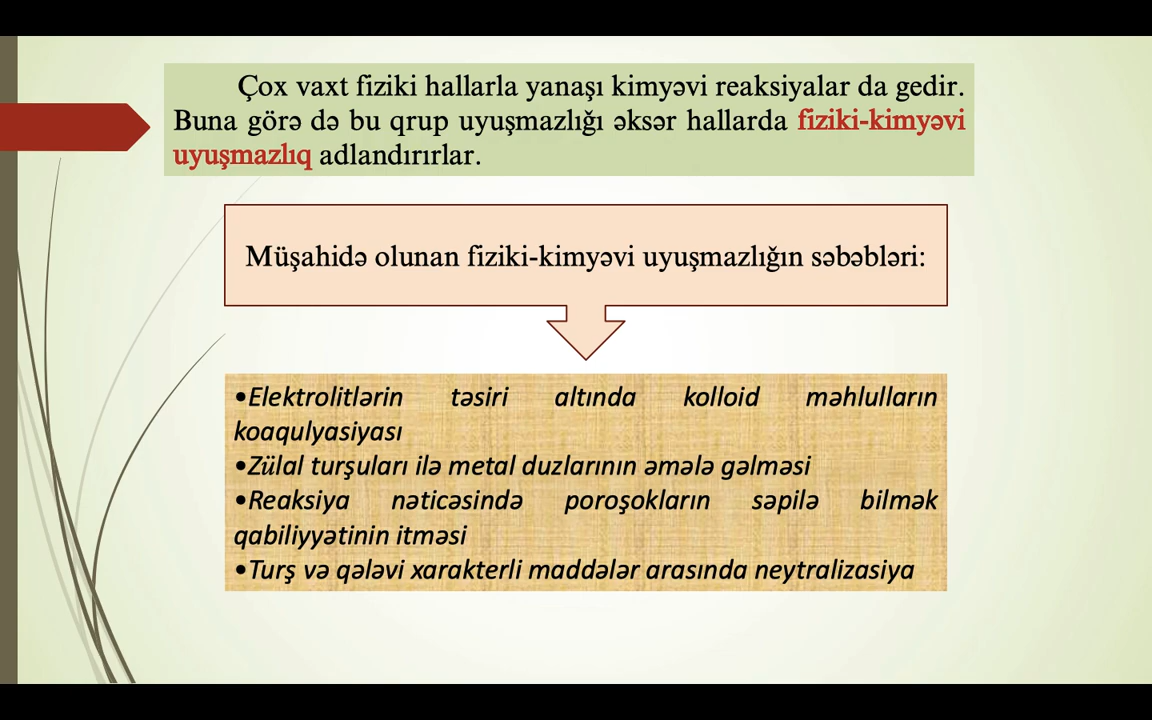 Çox vaxt fiziki hallarla yanaşı kimyəvi reaksiyalar da gedir.
Buna görə də bu qrup uyuşmazlığı əksər hallarda fiziki-kimyəvi
uyuşmazlıq adlandırırlar.
Müşahidə olunan fiziki-kimyəvi uyuşmazlığın səbəbləri:
•Elektrolitlərin təsiri altında kolloid məhlulların
koaqulyasiyası
•Zülal turşuları ilə metal duzlarının əmələ gəlməsi
•Reaksiya nəticəsində poroşokların səpilə bilmək
qabiliyyətinin itməsi
•Turş və qələvi xarakterli maddələr arasında neytralizasiya